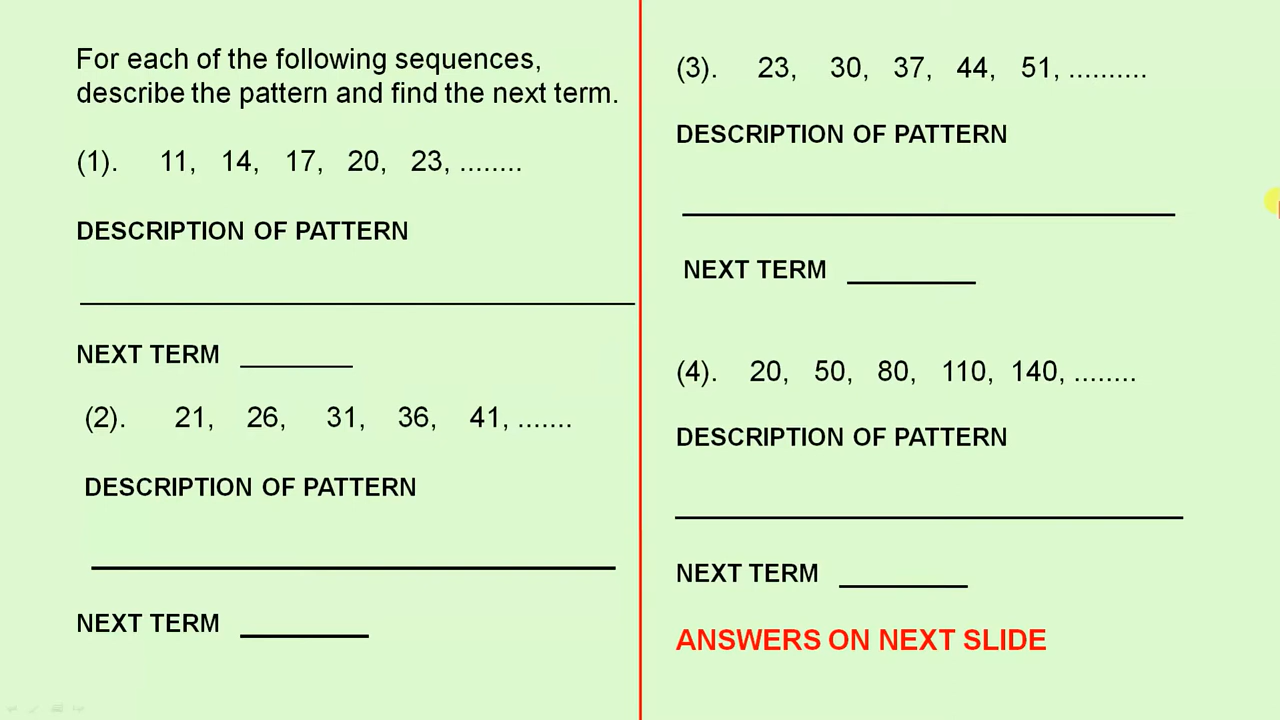 For each of the following sequences,
describe the pattern and find the next term.
(1). 11, 14, 17, 20, 23, ........
DESCRIPTION OF PATTERN
NEXT TERM
(2). 21, 26, 31, 36, 41, .......
DESCRIPTION OF PATTERN
NEXT TERM
(3). 23, 30, 37, 44, 51, ..........
DESCRIPTION OF PATTERN
NEXT TERM
(4). 20, 50, 80, 110, 140, ........
DESCRIPTION OF PATTERN
NEXT TERM
ANSWERS ON NEXT SLIDE